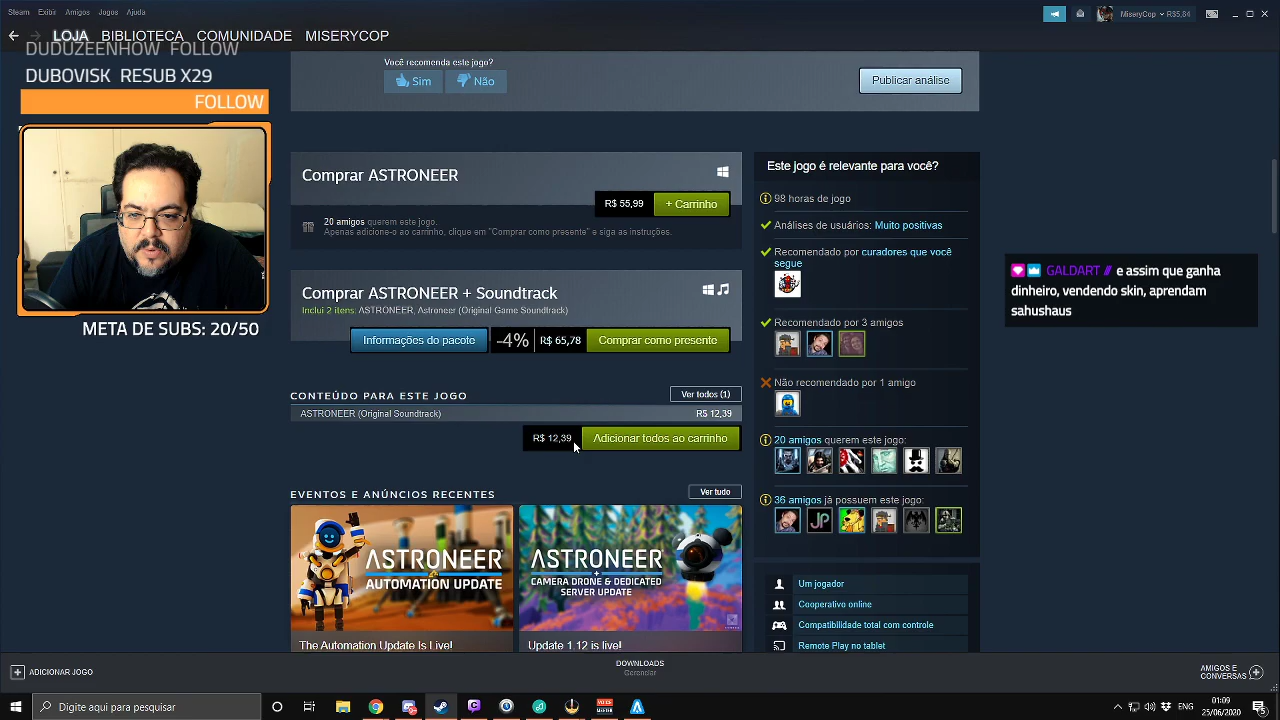 Steam Exibir Amigos Jogos Ajuda
MiseryCop R$5,84
LOJA BIBLIOTECA COMUNIDADE MISERYCOP
DUDUZEENHOW FOLLOW
DUBOVISK RESUB X29
FOLLOW
META DE SUBS: 20/50
Você recomenda este jogo?
Sim Não
Publicar análise
Comprar ASTRONEER
R$ 55,99 + Carrinho
20 amigos querem este jogo.
Apenas adicione-o ao carrinho, clique em "Comprar como presente" e siga as instruções.
Comprar ASTRONEER + Soundtrack
Inclui 2 itens: ASTRONEER, Astroneer (Original Game Soundtrack)
Informações do pacote -4% R$ 65,78 Comprar como presente
CONTEÚDO PARA ESTE JOGO Ver todos (1)
ASTRONEER (Original Soundtrack) R$ 12,39
R$ 12,39 Adicionar todos ao carrinho
EVENTOS E ANÚNCIOS RECENTES Ver tudo
ASTRONEER
AUTOMATION UPDATE
The Automation Update Is Live!
ASTRONEER
+
CAMERA DRONE & DEDICATED
SERVER UPDATE
Update 1.12 is live!
Este jogo é relevante para você?
98 horas de jogo
Análises de usuários: Muito positivas
Recomendado por curadores que você
segue
Recomendado por 3 amigos
Não recomendado por 1 amigo
20 amigos querem este jogo:
36 amigos já possuem este jogo:
JP
Um jogador
Cooperativo online
Compatibilidade total com controle
Remote Play no tablet
GALDART /// e assim que ganha
dinheiro, vendendo skin, aprendam
sahushaus
ADICIONAR JOGO
DOWNLOADS
Gerenciar
AMIGOS E
CONVERSAS
Digite aqui para pesquisar
ENG
01:09
25/06/2020